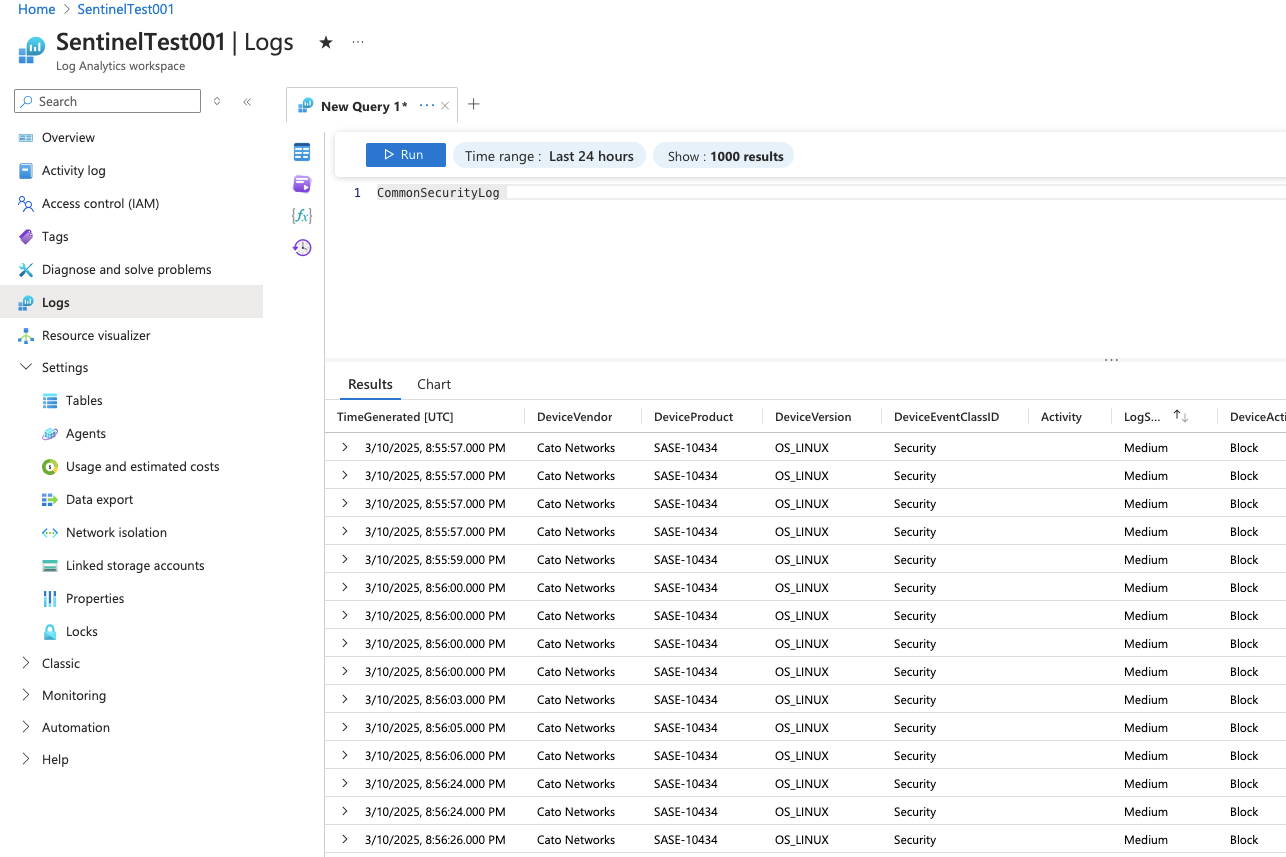 Home > SentinelTest001
SentinelTest001 | Logs ★ ···
Log Analytics workspace
Search
«
New Query 1* ··· × +
Overview
Activity log
Access control (IAM)
Tags
Diagnose and solve problems
Logs
Resource visualizer
Settings
Tables
Agents
Usage and estimated costs
Data export
Network isolation
Linked storage accounts
Properties
Locks
Classic
Monitoring
Automation
Help
{fx}
Run Time range : Last 24 hours Show : 1000 results
1 CommonSecurityLog
···
Results Chart
TimeGenerated [UTC] DeviceVendor DeviceProduct DeviceVersion DeviceEventClassID Activity LogS... ↑↓ DeviceActi
3/10/2025, 8:55:57.000 PM Cato Networks SASE-10434 OS_LINUX Security Medium Block
3/10/2025, 8:55:57.000 PM Cato Networks SASE-10434 OS_LINUX Security Medium Block
3/10/2025, 8:55:57.000 PM Cato Networks SASE-10434 OS_LINUX Security Medium Block
3/10/2025, 8:55:57.000 PM Cato Networks SASE-10434 OS_LINUX Security Medium Block
3/10/2025, 8:55:59.000 PM Cato Networks SASE-10434 OS_LINUX Security Medium Block
3/10/2025, 8:56:00.000 PM Cato Networks SASE-10434 OS_LINUX Security Medium Block
3/10/2025, 8:56:00.000 PM Cato Networks SASE-10434 OS_LINUX Security Medium Block
3/10/2025, 8:56:00.000 PM Cato Networks SASE-10434 OS_LINUX Security Medium Block
3/10/2025, 8:56:00.000 PM Cato Networks SASE-10434 OS_LINUX Security Medium Block
3/10/2025, 8:56:03.000 PM Cato Networks SASE-10434 OS_LINUX Security Medium Block
3/10/2025, 8:56:05.000 PM Cato Networks SASE-10434 OS_LINUX Security Medium Block
3/10/2025, 8:56:06.000 PM Cato Networks SASE-10434 OS_LINUX Security Medium Block
3/10/2025, 8:56:24.000 PM Cato Networks SASE-10434 OS_LINUX Security Medium Block
3/10/2025, 8:56:24.000 PM Cato Networks SASE-10434 OS_LINUX Security Medium Block
3/10/2025, 8:56:26.000 PM Cato Networks SASE-10434 OS_LINUX Security Medium Block